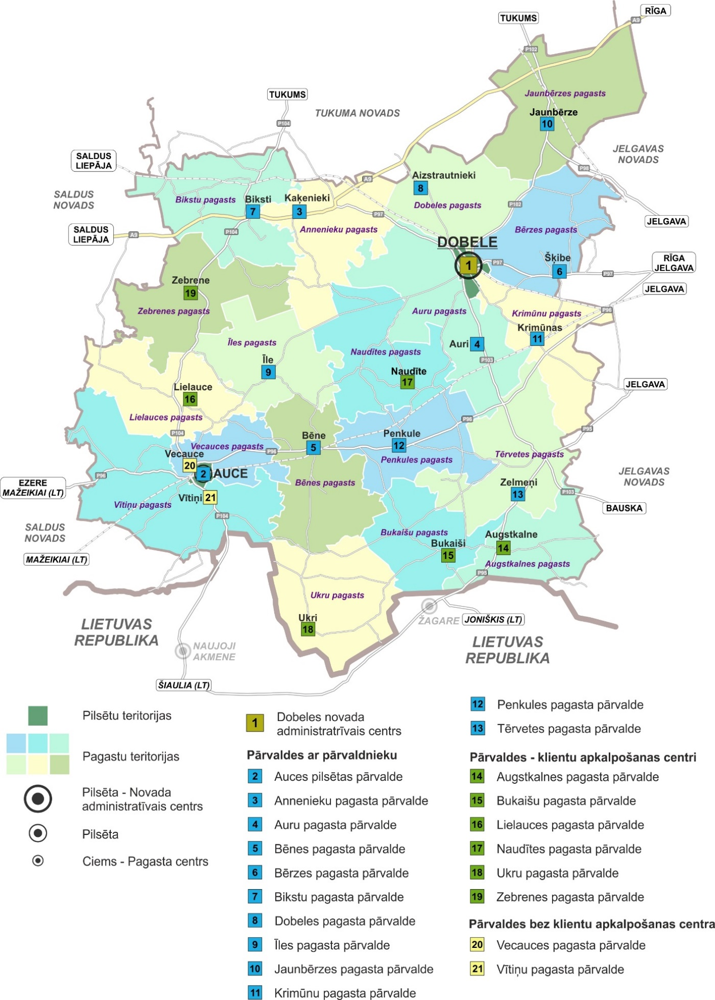 RĪGA
A9
TUKUMS
P102
Jaunbērzes pagasts
TUKUMS
TUKUMA NOVADS
Jaunbērze
10
P104
JELGAVAS
NOVADS
SALDUS
LIEPĀJA
P98
A9
Aizstrautnieki
8
SALDUS
NOVADS
Bikstu pagasts
Biksti
7
Kaķenieki
3
Dobeles pagasts
P102
P97
JELGAVA
Annenieku pagasts
Bērzes pagasts
SALDUS
LIEPĀJA
A9
P104
DOBELE
1
P97
Šķibe
6
P97
RĪGA
JELGAVA
Zebrene
19
JELGAVA
Zebrenes pagasts
Auru pagasts
Krimūnu pagasts
P96
Krimūnas
11
Īles pagasts
Auri
4
Naudītes pagasts
P103
Īle
9
Naudīte
17
JELGAVA
Lielauce
16
Lielauces pagasts
P96
P95
P104
Bēne
5
Penkule
12
Vecauces pagasts
P96
Vecauce
20
Tērvetes pagasts
Penkules pagasts
2
AUCE
P96
EZERE
MAŽEIKIAI (LT)
Bēnes pagasts
Zelmeņi
13
JELGAVAS
NOVADS
P103
Vītiņi
21
Vītiņu pagasts
BAUSKA
P104
SALDUS
NOVADS
Bukaišu pagasts
Augstkalne
14
Bukaiši
15
MAŽEIKIAI (LT)
Augstkalnes pagasts
P95
Ukru pagasts
Ukri
18
ŽAGARE
JONIŠKIS (LT)
LIETUVAS
REPUBLIKA
NAUJOJI
AKMENE
LIETUVAS
REPUBLIKA
ŠIAULIA (LT)
Pilsētu teritorijas
Pagastu teritorijas
Pilsēta - Novada
administratīvais centrs
Pilsēta
Ciems - Pagasta centrs
1
Dobeles novada
administratrīvais centrs
Pārvaldes ar pārvaldnieku
2 Auces pilsētas pārvalde
3 Annenieku pagasta pārvalde
4 Auru pagasta pārvalde
5 Bēnes pagasta pārvalde
6 Bērzes pagasta pārvalde
7 Bikstu pagasta pārvalde
8 Dobeles pagasta pārvalde
9 Īles pagasta pārvalde
10 Jaunbērzes pagasta pārvalde
11 Krimūnu pagasta pārvalde
12 Penkules pagasta pārvalde
13 Tērvetes pagasta pārvalde
Pārvaldes - klientu apkalpošanas centri
14 Augstkalnes pagasta pārvalde
15 Bukaišu pagasta pārvalde
16 Lielauces pagasta pārvalde
17 Naudītes pagasta pārvalde
18 Ukru pagasta pārvalde
19 Zebrenes pagasta pārvalde
Pārvaldes bez klientu apkalpošanas centra
20 Vecauces pagasta pārvalde
21 Vītiņu pagasta pārvalde